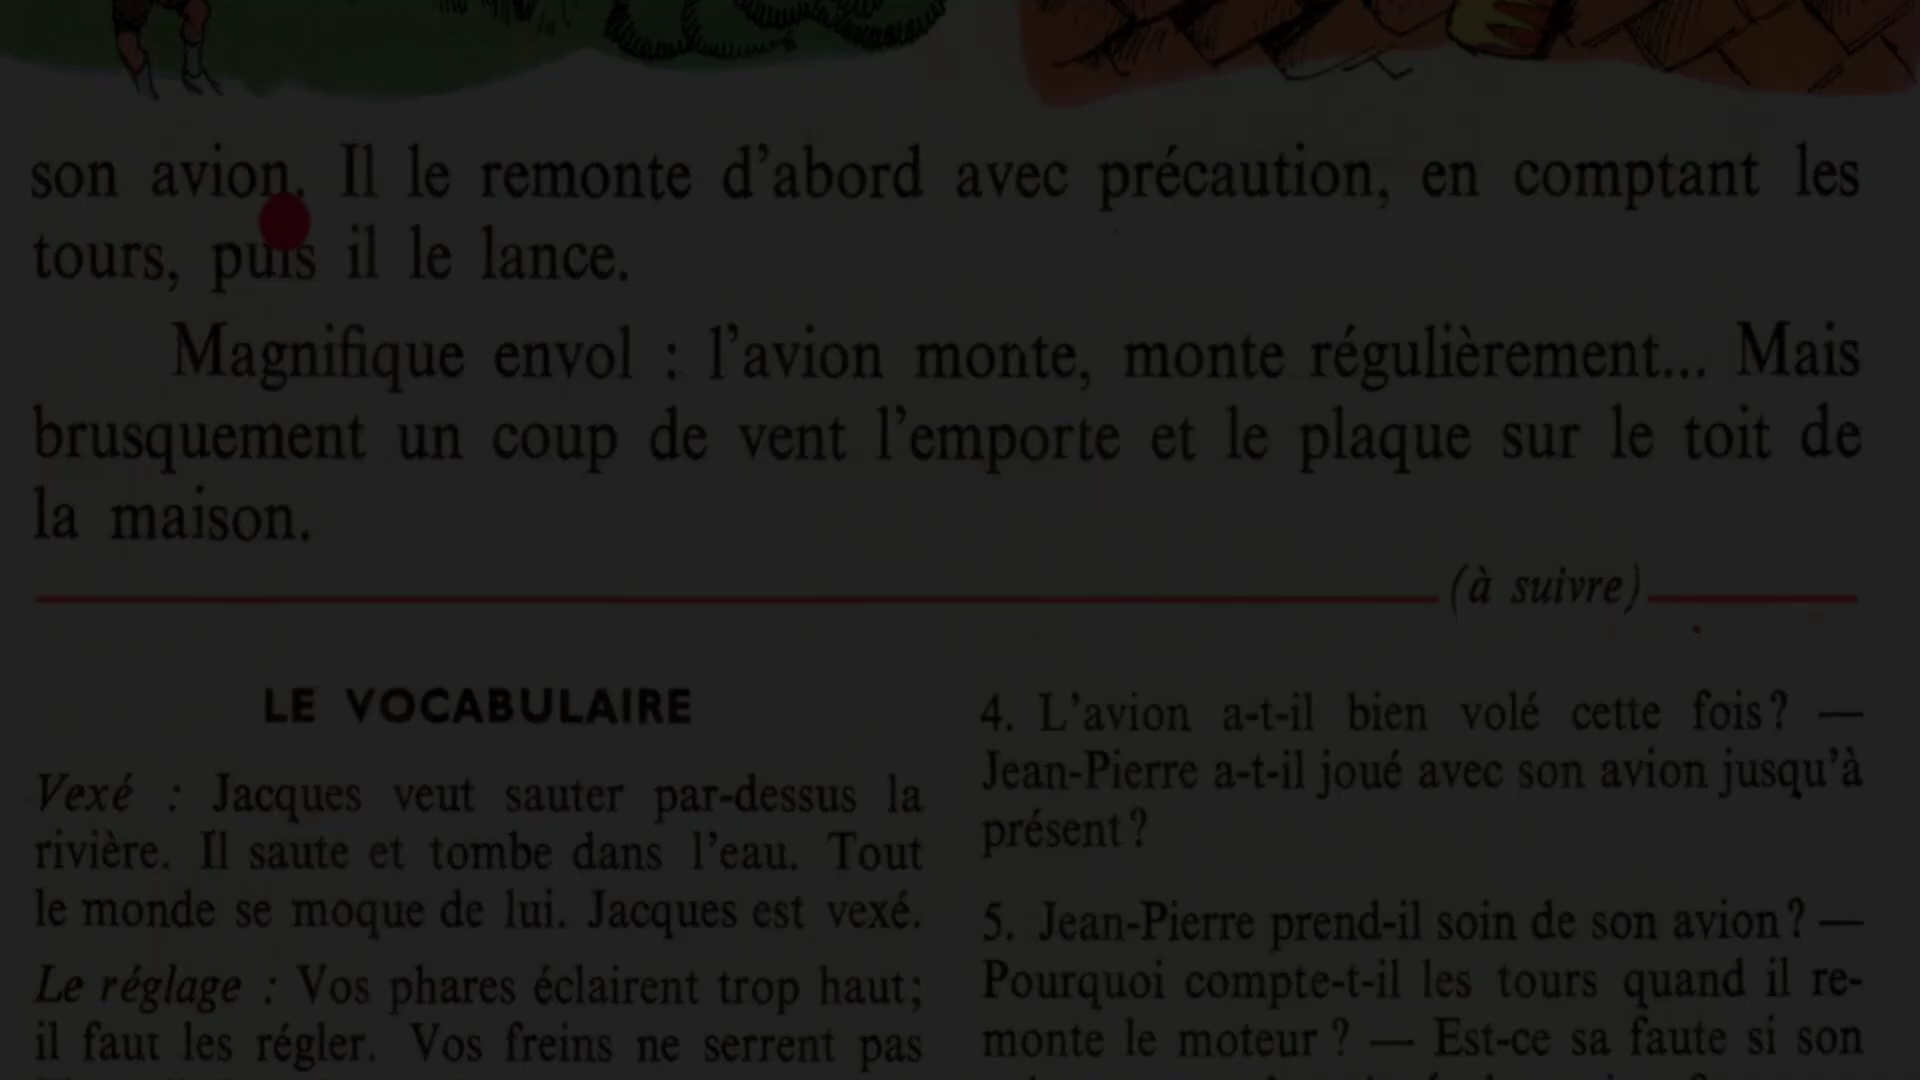 son avion. Il le remonte d'abord avec précaution, en comptant les
tours, puis il le lance.
Magnifique envol : l'avion monte, monte régulièrement... Mais
brusquement un coup de vent l'emporte et le plaque sur le toit de
la maison.
(à suivre)
LE VOCABULAIRE
Vexé : Jacques veut sauter par-dessus la
rivière. Il saute et tombe dans l'eau. Tout
le monde se moque de lui. Jacques est vexé.
Le réglage : Vos phares éclairent trop haut;
il faut les régler. Vos freins ne serrent pas
4. L'avion a-t-il bien volé cette fois? —
Jean-Pierre a-t-il joué avec son avion jusqu'à
présent?
5. Jean-Pierre prend-il soin de son avion? —
Pourquoi compte-t-il les tours quand il re-
monte le moteur? — Est-ce sa faute si son